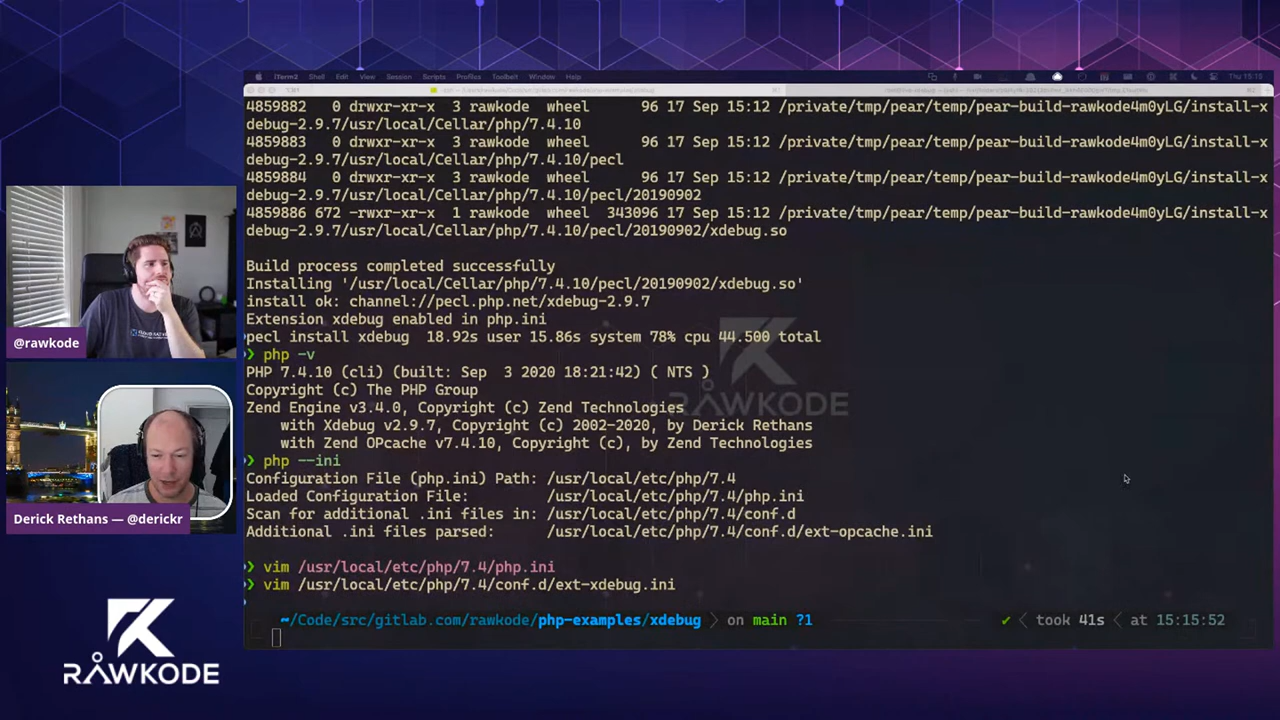 iTerm2 Shell Edit View Session Scripts Profiles Toolbelt Window Help
Thu 15:15
4859882 0 drwxr-xr-x 3 rawkode wheel 96 17 Sep 15:12 /private/tmp/pear/temp/pear-build-rawkode4m0yLG/install-x
debug-2.9.7/usr/local/Cellar/php/7.4.10
4859883 0 drwxr-xr-x 3 rawkode wheel 96 17 Sep 15:12 /private/tmp/pear/temp/pear-build-rawkode4m0yLG/install-x
debug-2.9.7/usr/local/Cellar/php/7.4.10/pecl
4859884 0 drwxr-xr-x 3 rawkode wheel 96 17 Sep 15:12 /private/tmp/pear/temp/pear-build-rawkode4m0yLG/install-x
debug-2.9.7/usr/local/Cellar/php/7.4.10/pecl/20190902
4859886 672 -rwxr-xr-x 1 rawkode wheel 343096 17 Sep 15:12 /private/tmp/pear/temp/pear-build-rawkode4m0yLG/install-x
debug-2.9.7/usr/local/Cellar/php/7.4.10/pecl/20190902/xdebug.so
Build process completed successfully
Installing '/usr/local/Cellar/php/7.4.10/pecl/20190902/xdebug.so'
install ok: channel://pecl.php.net/xdebug-2.9.7
Extension xdebug enabled in php.ini
pecl install xdebug 18.92s user 15.86s system 78% cpu 44.500 total
❯ php -v
PHP 7.4.10 (cli) (built: Sep 3 2020 18:21:42) ( NTS )
Copyright (c) The PHP Group
Zend Engine v3.4.0, Copyright (c) Zend Technologies
with Xdebug v2.9.7, Copyright (c) 2002-2020, by Derick Rethans
with Zend OPcache v7.4.10, Copyright (c), by Zend Technologies
❯ php --ini
Configuration File (php.ini) Path: /usr/local/etc/php/7.4
Loaded Configuration File: /usr/local/etc/php/7.4/php.ini
Scan for additional .ini files in: /usr/local/etc/php/7.4/conf.d
Additional .ini files parsed: /usr/local/etc/php/7.4/conf.d/ext-opcache.ini
❯ vim /usr/local/etc/php/7.4/php.ini
❯ vim /usr/local/etc/php/7.4/conf.d/ext-xdebug.ini
~/Code/src/gitlab.com/rawkode/php-examples/xdebug on main ?1 ✔ took 41s at 15:15:52
RAWKODE
@rawkode
Derick Rethans — @derickr
RÅWKODE